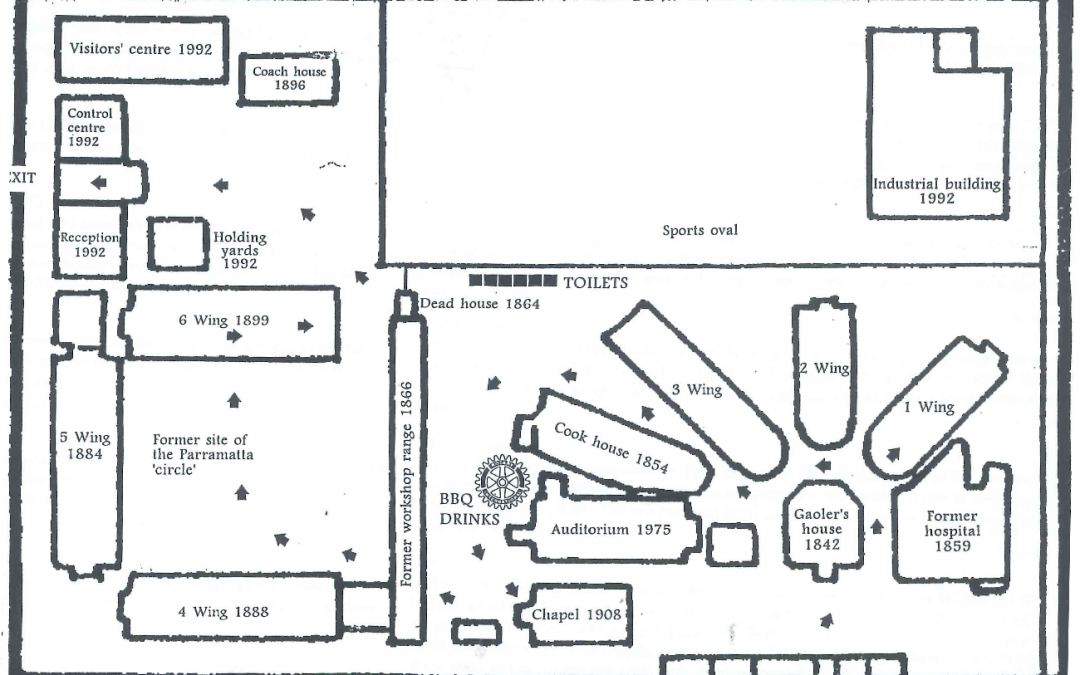 Visitors' centre 1992
Coach house
1896
Control
centre
1992
EXIT
Reception
1992
Holding
yards
1992
Industrial building
1992
Sports oval
TOILETS
Dead house 1864
6 Wing 1899
Former workshop range 1866
5 Wing
1884
Former site of
the Parramatta
'circle'
4 Wing 1888
3 Wing
2 Wing
1 Wing
Cook house 1854
BBQ
DRINKS
Auditorium 1975
Gaoler's
house
1842
Former
hospital
1859
Chapel 1908